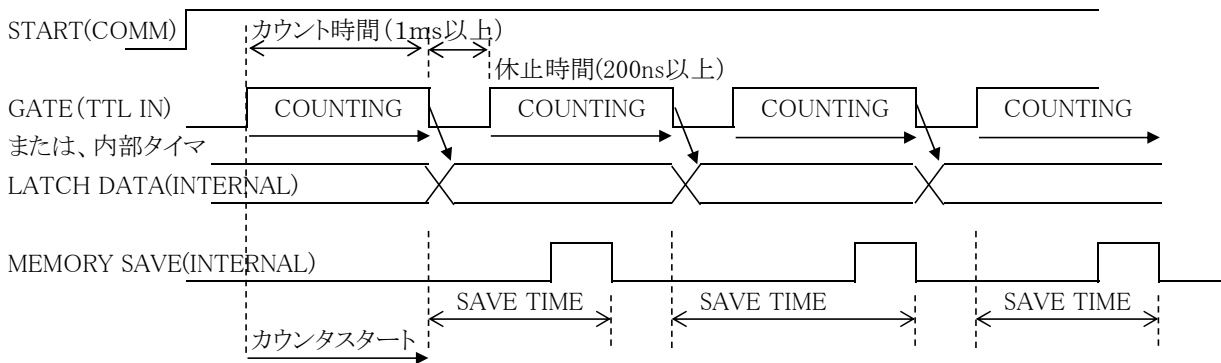 START(COMM)
カウント時間(1ms以上)
休止時間(200ns以上)
GATE(TTL IN)
COUNTING COUNTING COUNTING COUNTING
または、内部タイマ
LATCH DATA(INTERNAL)
MEMORY SAVE(INTERNAL)
SAVE TIME SAVE TIME SAVE TIME
カウンタスタート